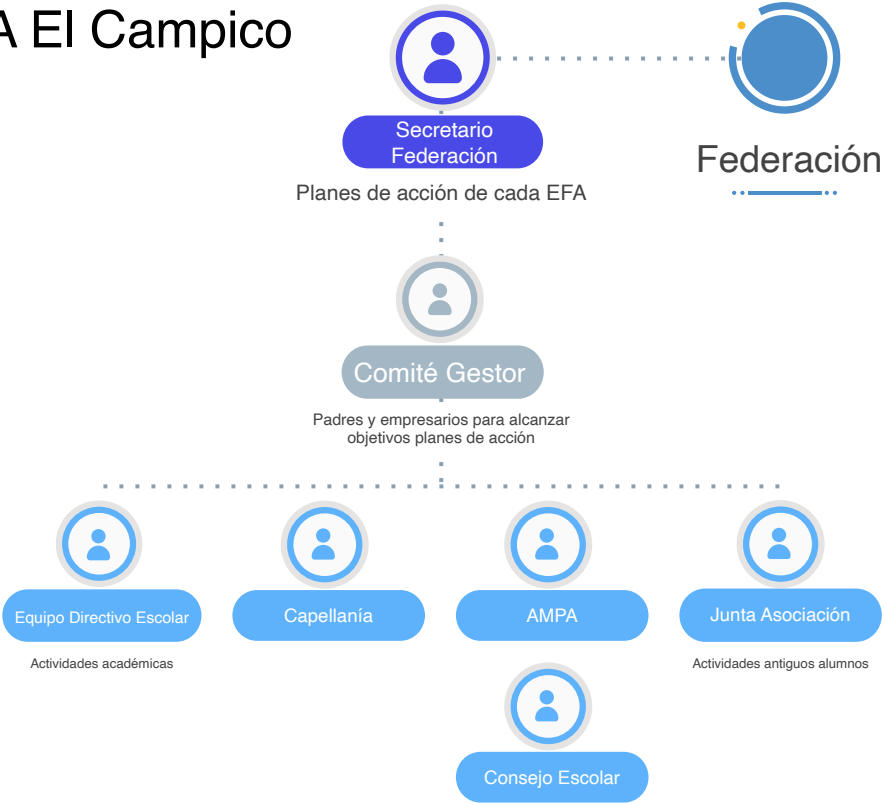 A El Campico
Secretario
Federación
Federación
Planes de acción de cada EFA
Comité Gestor
Padres y empresarios para alcanzar
objetivos planes de acción
Equipo Directivo Escolar
Capellanía
AMPA
Junta Asociación
Actividades académicas
Actividades antiguos alumnos
Consejo Escolar